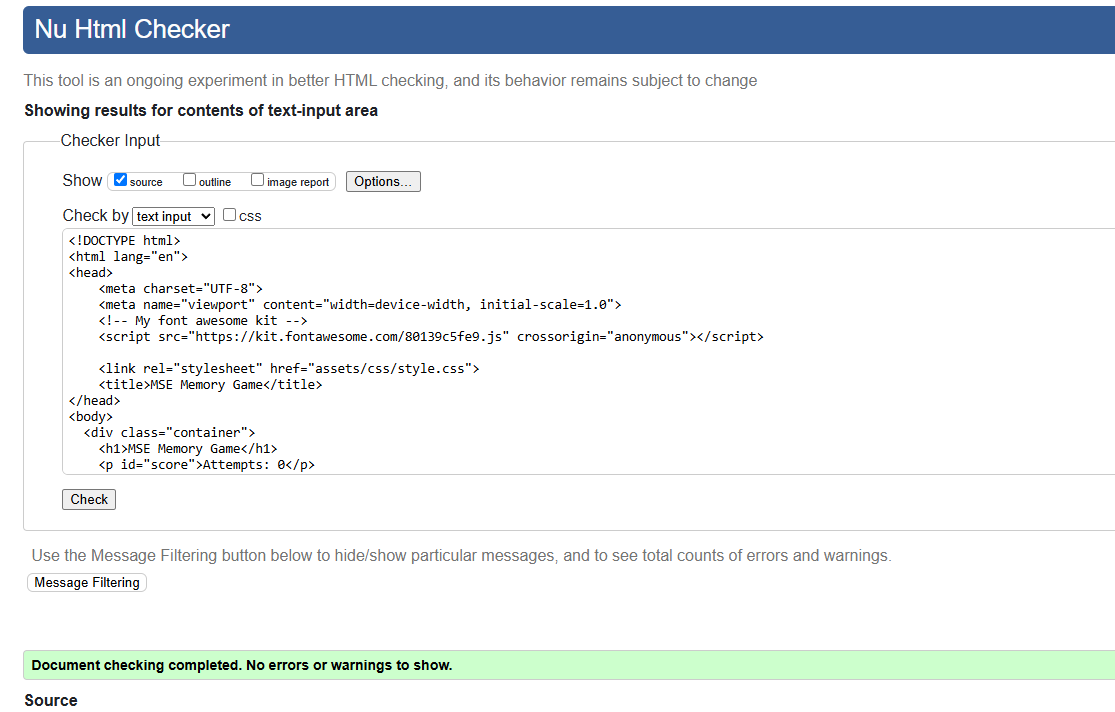 Nu Html Checker
This tool is an ongoing experiment in better HTML checking, and its behavior remains subject to change
Showing results for contents of text-input area
Checker Input
Show source outline image report Options...
Check by text input css
<!DOCTYPE html>
<html lang="en">
<head>
    <meta charset="UTF-8">
    <meta name="viewport" content="width=device-width, initial-scale=1.0">
    <!-- My font awesome kit -->
    <script src="https://kit.fontawesome.com/80139c5fe9.js" crossorigin="anonymous"></script>
    <link rel="stylesheet" href="assets/css/style.css">
    <title>MSE Memory Game</title>
</head>
<body>
  <div class="container">
    <h1>MSE Memory Game</h1>
    <p id="score">Attempts: 0</p>
Check
Use the Message Filtering button below to hide/show particular messages, and to see total counts of errors and warnings.
Message Filtering
Document checking completed. No errors or warnings to show.
Source